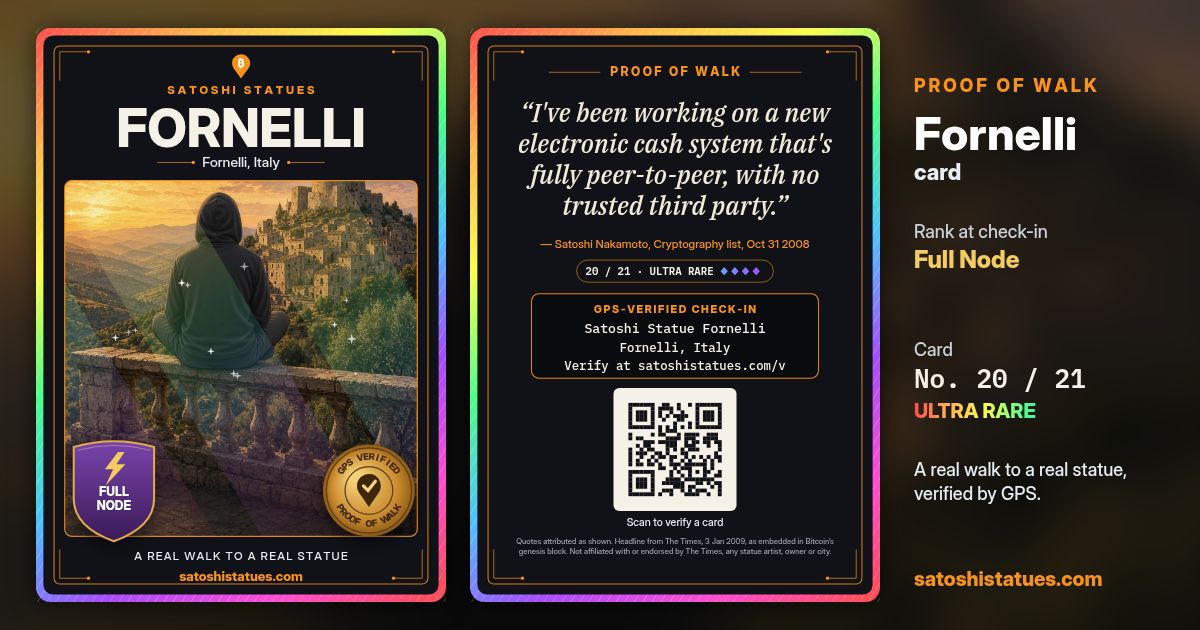 SATOSHI STATUES
FORNELLI
Fornelli, Italy
FULL
NODE
GPS VERIFIED
PROOF OF WALK
A REAL WALK TO A REAL STATUE
satoshistatues.com
PROOF OF WALK
“I've been working on a new
electronic cash system that's
fully peer-to-peer, with no
trusted third party.”
— Satoshi Nakamoto, Cryptography list, Oct 31 2008
20 / 21 · ULTRA RARE
GPS-VERIFIED CHECK-IN
Satoshi Statue Fornelli
Fornelli, Italy
Verify at satoshistatues.com/v
Scan to verify a card
Quotes attributed as shown. Headline from The Times, 3 Jan 2009, as embedded in Bitcoin's
genesis block. Not affiliated with or endorsed by The Times, any statue artist, owner or city.
PROOF OF WALK
Fornelli
card
Rank at check-in
Full Node
Card
No. 20 / 21
ULTRA RARE
A real walk to a real statue,
verified by GPS.
satoshistatues.com